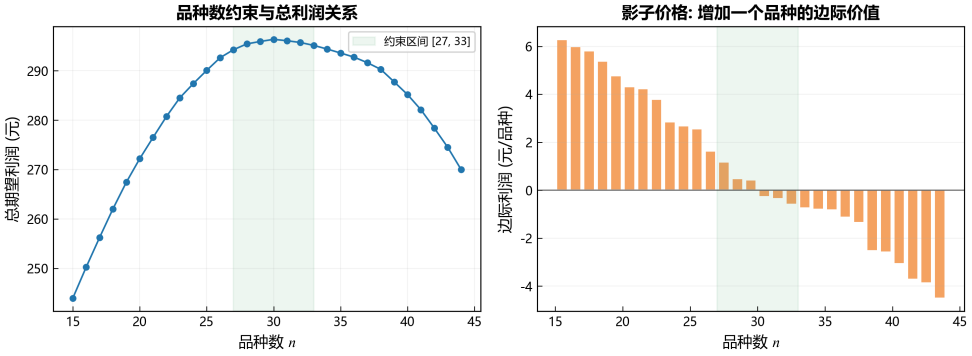 品种数约束与总利润关系
约束区间 [27, 33]
总期望利润 (元)
290
280
270
260
250
15 20 25 30 35 40 45
品种数 n
影子价格: 增加一个品种的边际价值
边际利润 (元/品种)
6
4
2
0
-2
-4
15 20 25 30 35 40 45
品种数 n